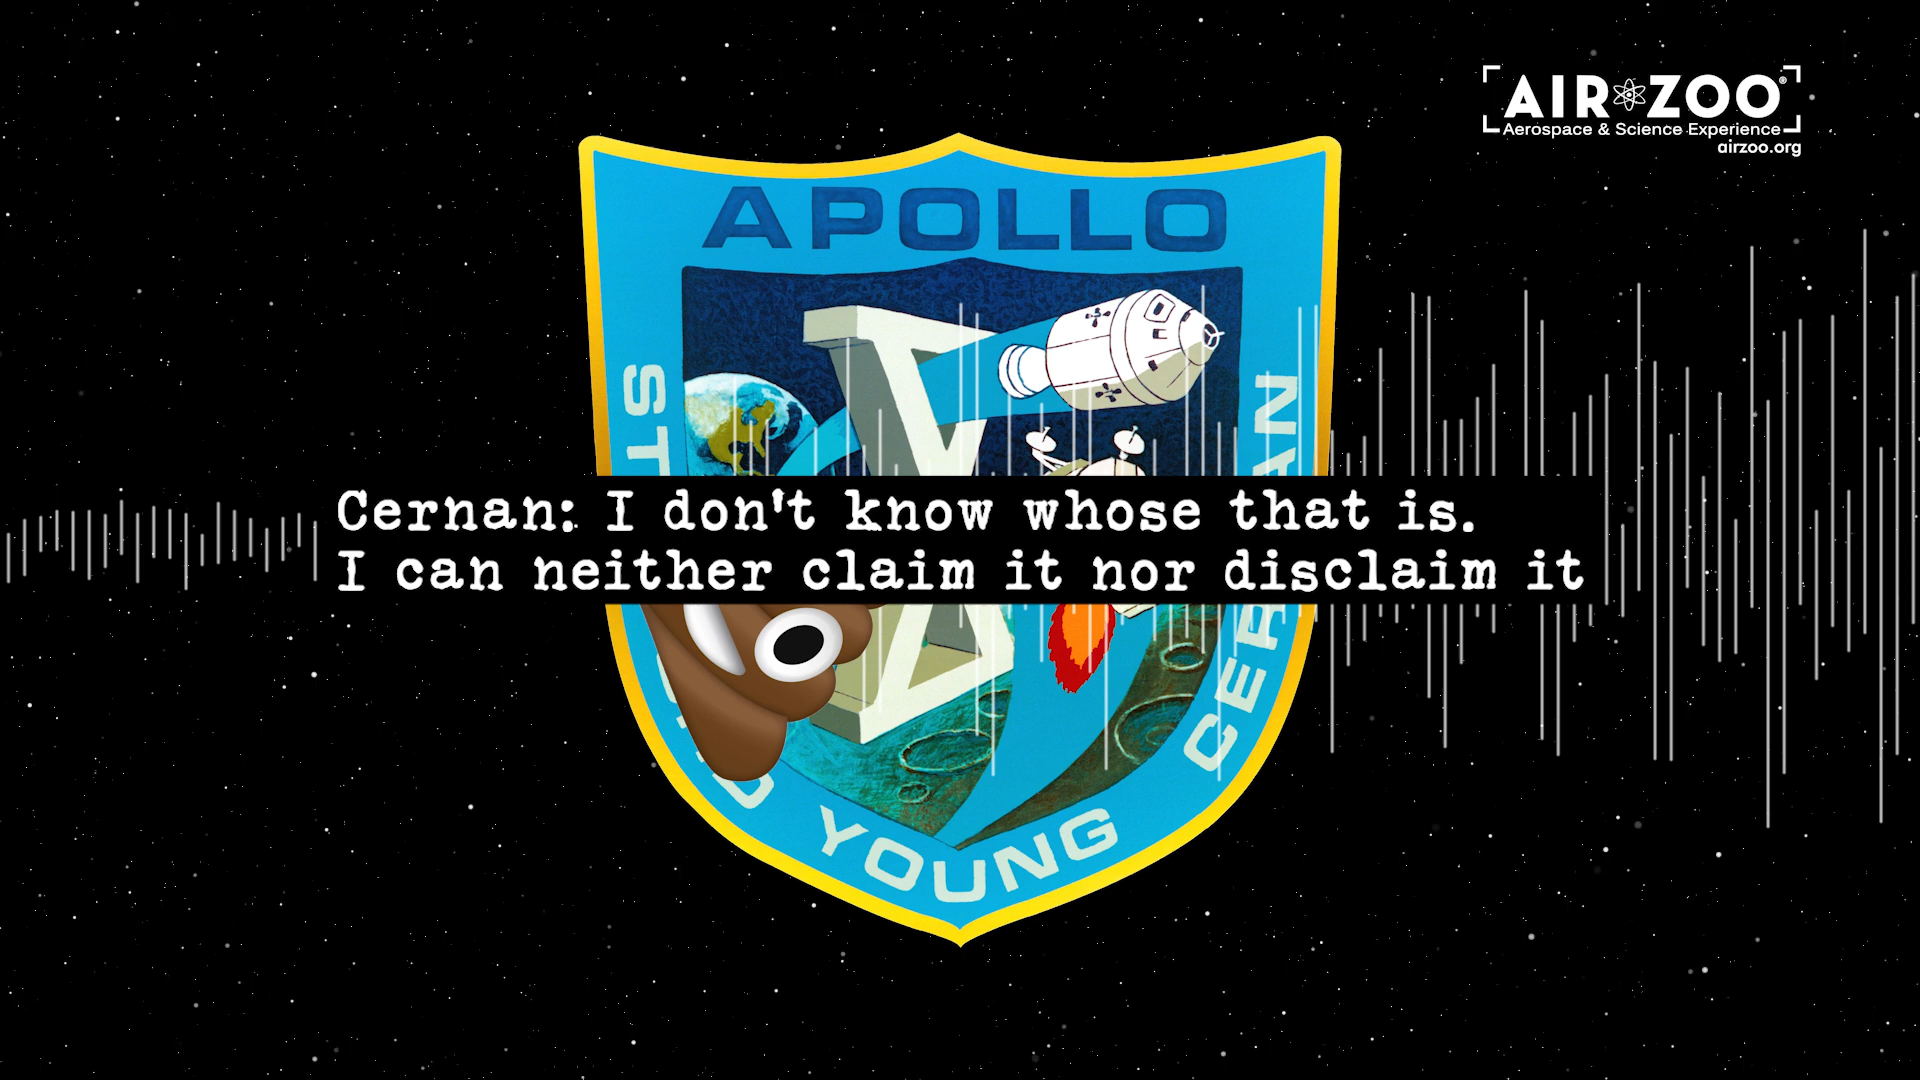 AIR ZOO®
Aerospace & Science Experience
airzoo.org
APOLLO
X
Cernan: I don't know whose that is.
I can neither claim it nor disclaim it
YOUNG